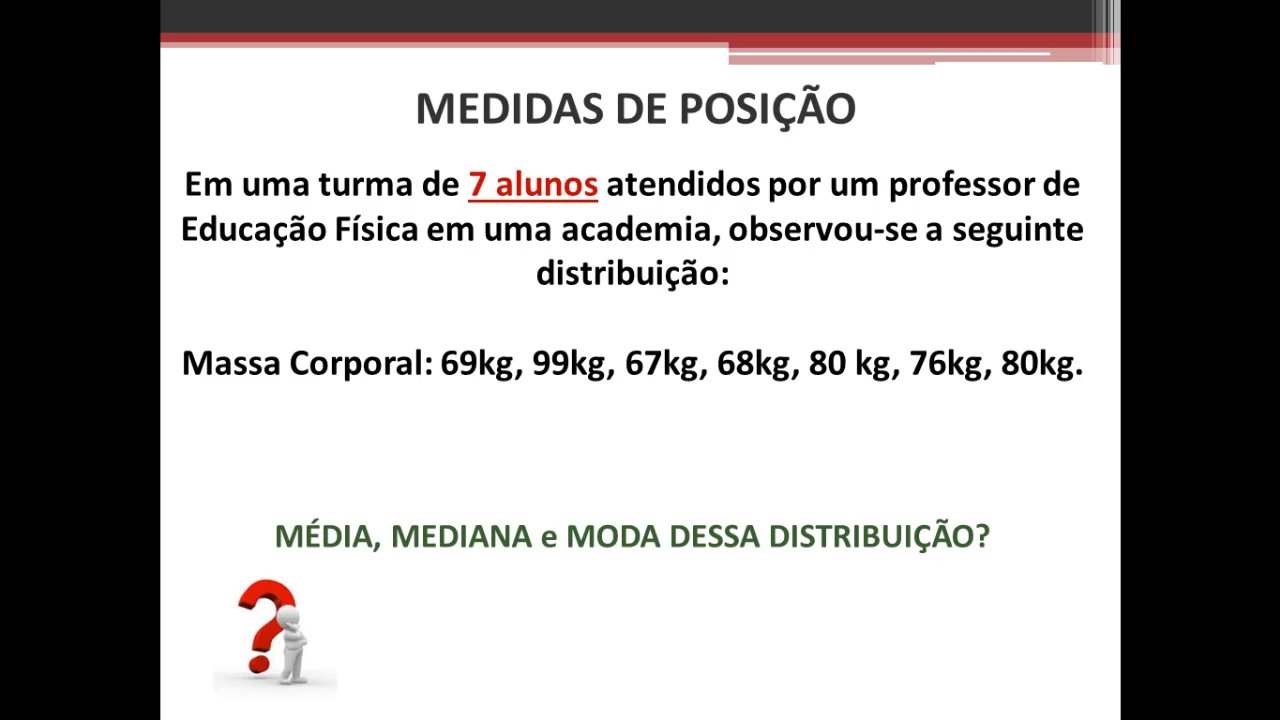 MEDIDAS DE POSIÇÃO
Em uma turma de 7 alunos atendidos por um professor de
Educação Física em uma academia, observou-se a seguinte
distribuição:
Massa Corporal: 69kg, 99kg, 67kg, 68kg, 80 kg, 76kg, 80kg.
MÉDIA, MEDIANA e MODA DESSA DISTRIBUIÇÃO?